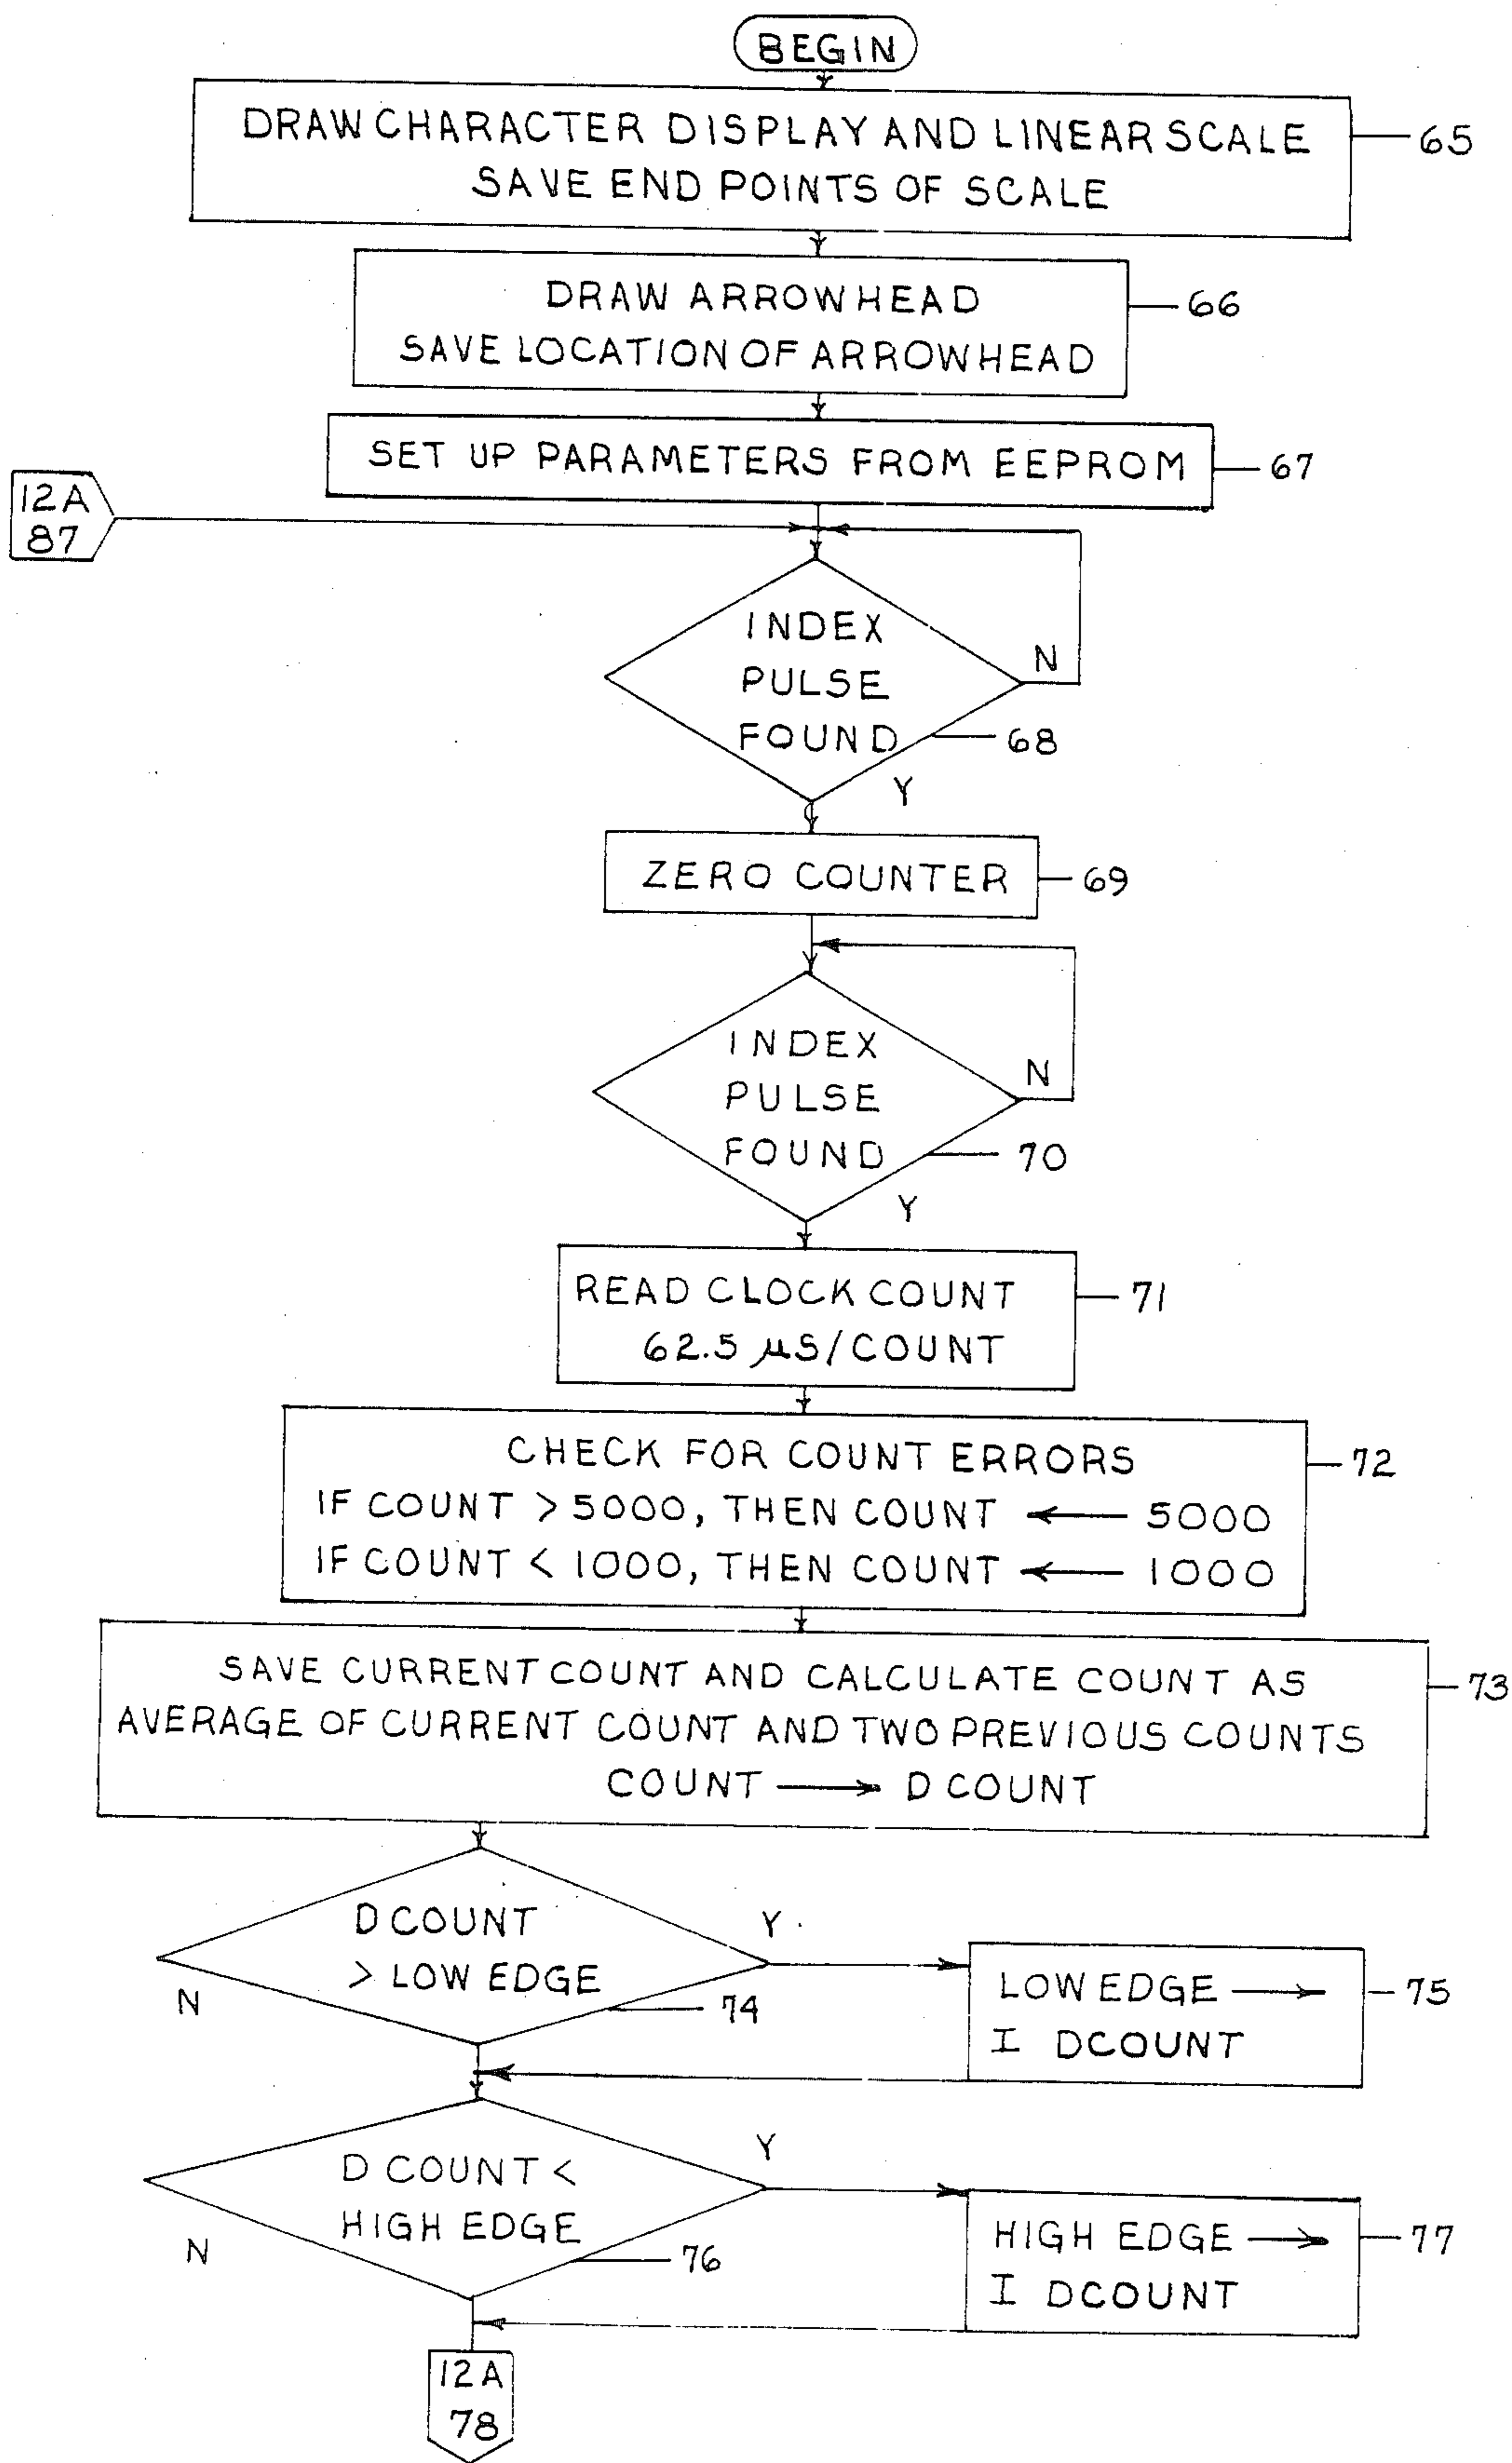 BEGIN
DRAW CHARACTER DISPLAY AND LINEAR SCALE
SAVE END POINTS OF SCALE
65
DRAW ARROWHEAD
SAVE LOCATION OF ARROWHEAD
66
SET UP PARAMETERS FROM EEPROM
67
12A
87
INDEX
PULSE
FOUND
N
68
Y
ZERO COUNTER
69
INDEX
PULSE
FOUND
N
70
Y
READ CLOCK COUNT
62.5 µS/COUNT
71
CHECK FOR COUNT ERRORS
IF COUNT > 5000, THEN COUNT ← 5000
IF COUNT < 1000, THEN COUNT ← 1000
72
SAVE CURRENT COUNT AND CALCULATE COUNT AS
AVERAGE OF CURRENT COUNT AND TWO PREVIOUS COUNTS
COUNT → D COUNT
73
D COUNT
> LOW EDGE
Y
N
74
LOW EDGE →
I DCOUNT
75
D COUNT <
HIGH EDGE
Y
N
76
HIGH EDGE →
I DCOUNT
77
12A
78